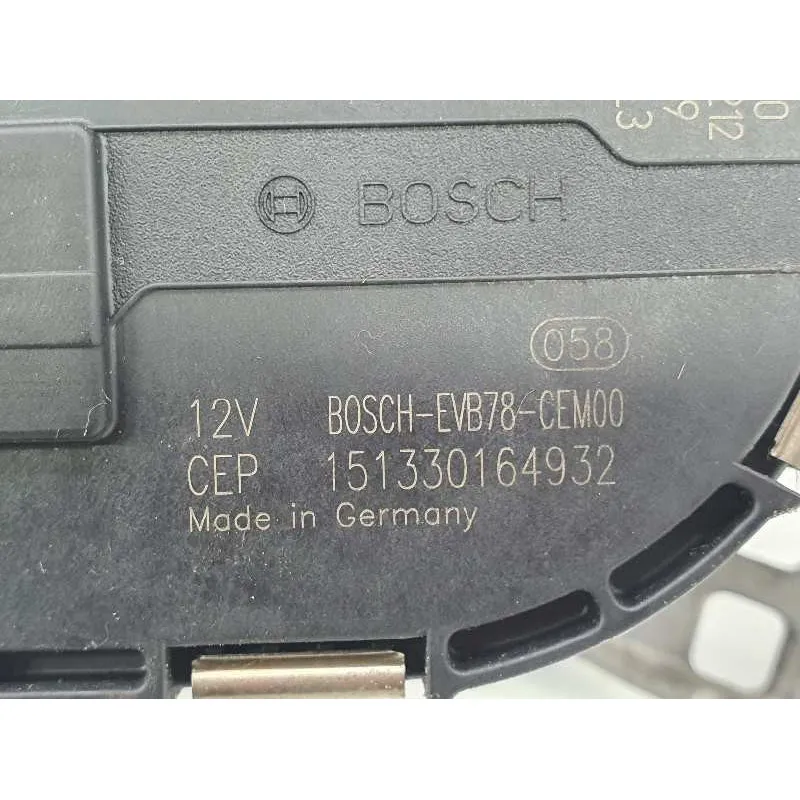 BOSCH
058
12V BOSCH-EVB78-CEM00
CEP 151330164932
Made in Germany